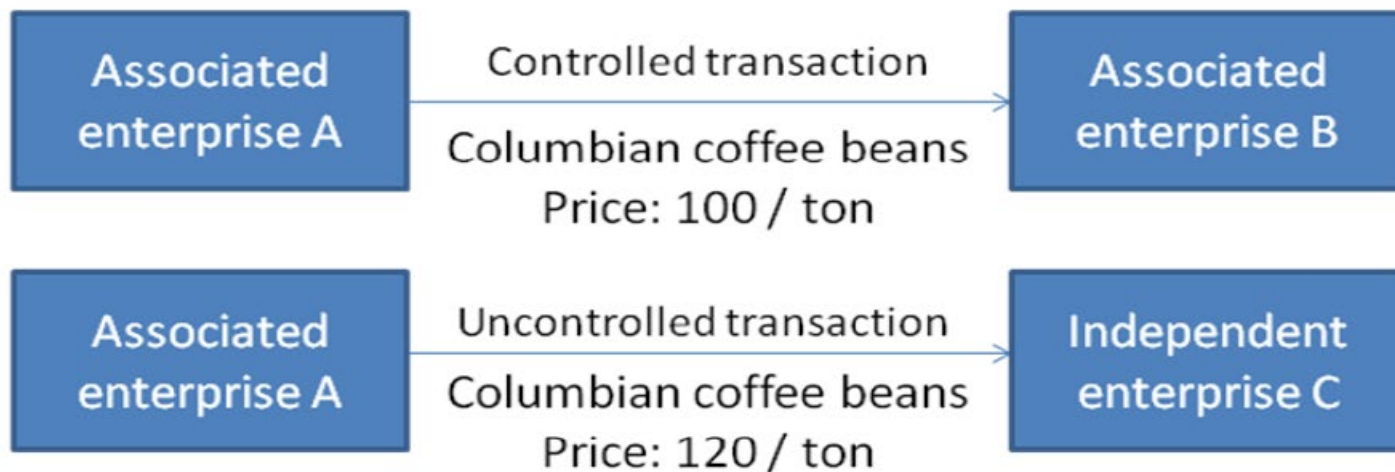 Associated
enterprise A
Controlled transaction
Columbian coffee beans
Price: 100 / ton
Associated
enterprise B
Associated
enterprise A
Uncontrolled transaction
Columbian coffee beans
Price: 120 / ton
Independent
enterprise C